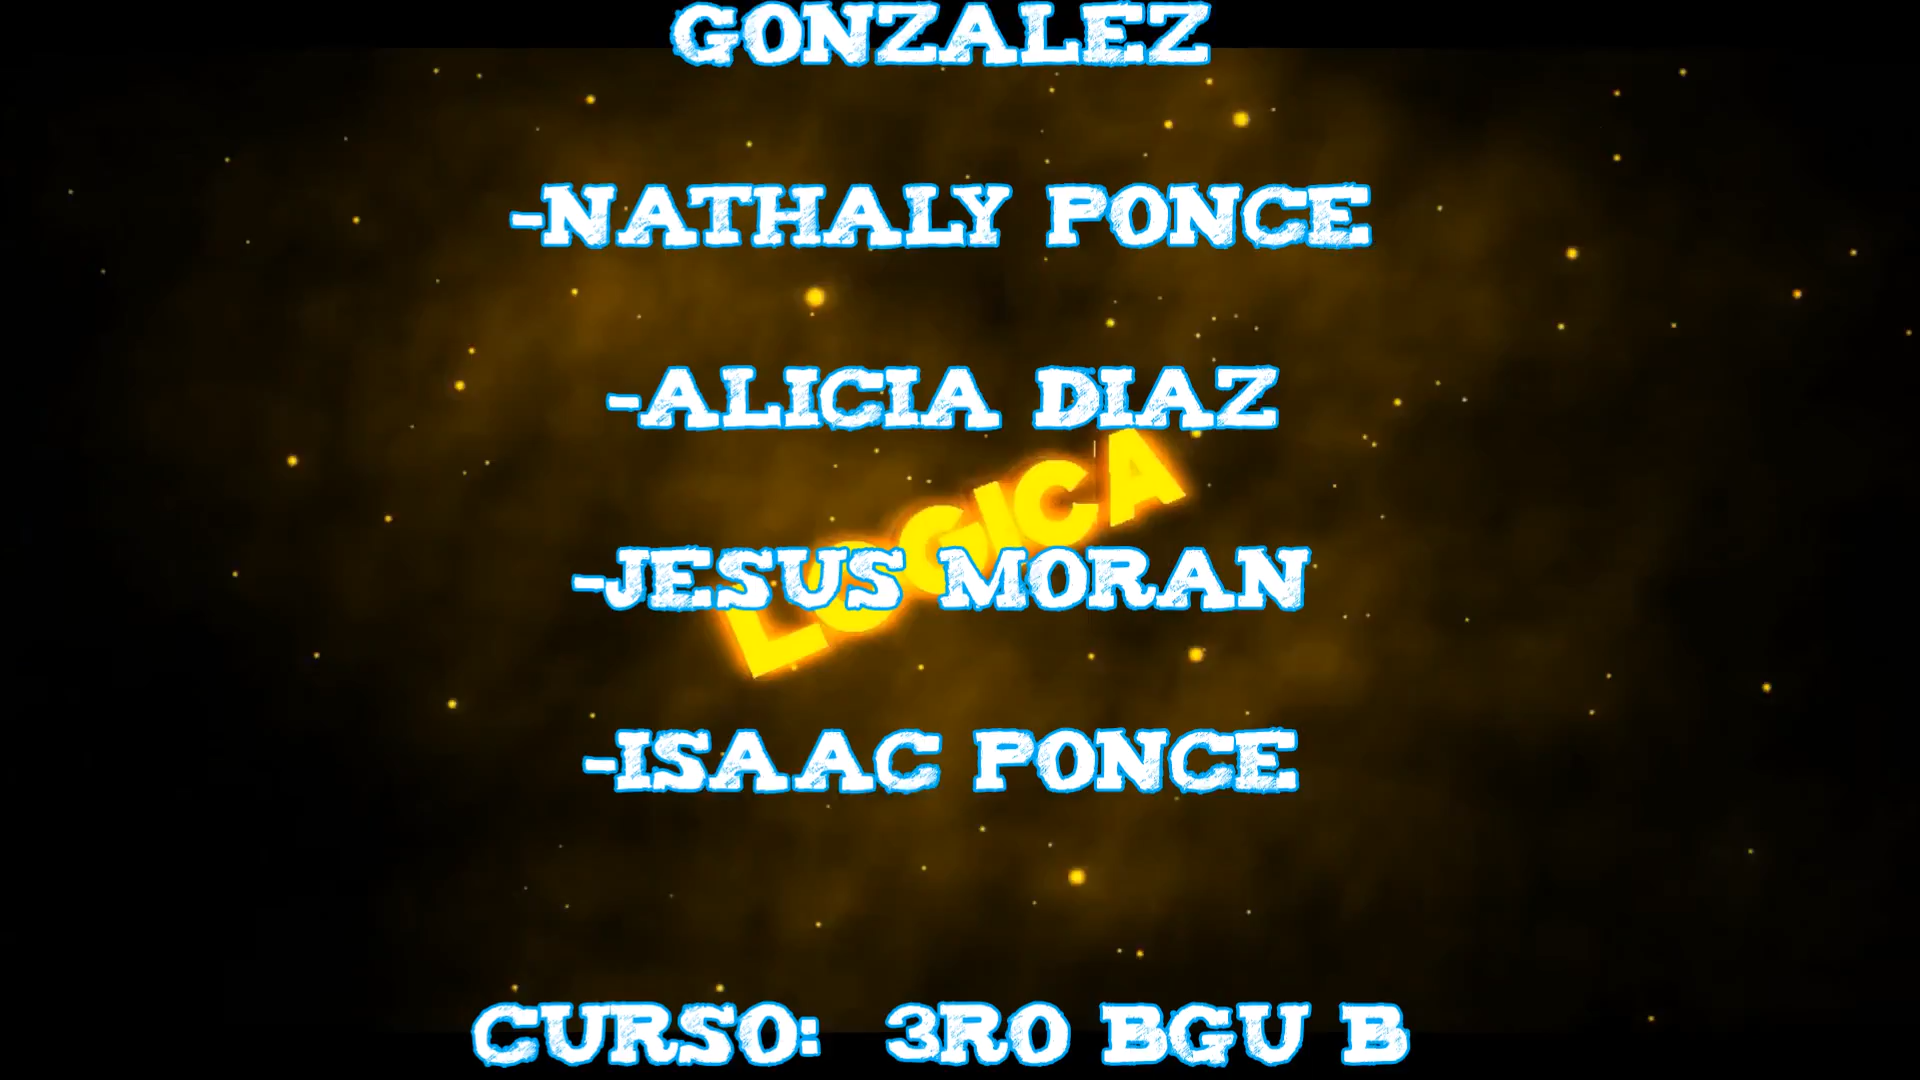 GONZALEZ
-NATHALY PONCE
-ALICIA DIAZ
LOGICA
-JESUS MORAN
-ISAAC PONCE
CURSO: 3RO BGU B